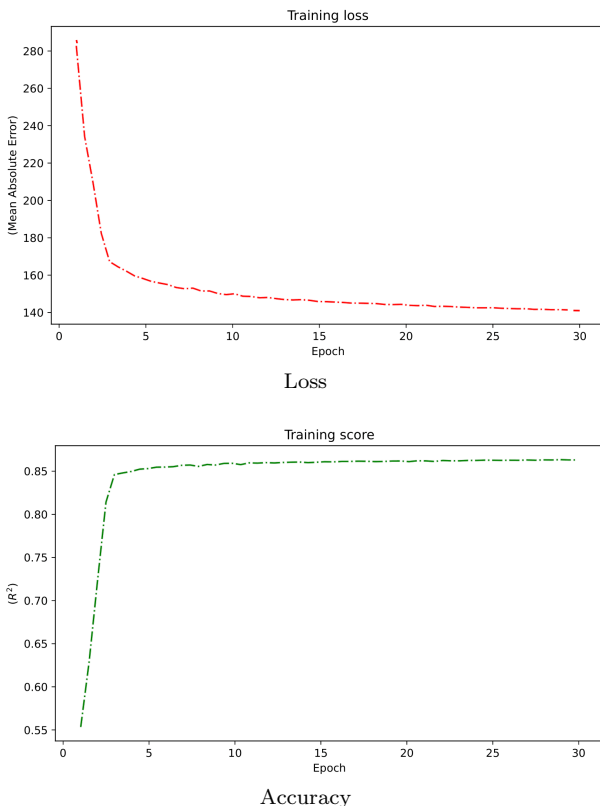 Training loss
280
260
240
220
200
180
160
140
(Mean Absolute Error)
0 5 10 15 20 25 30
Epoch
Loss
Training score
0.85
0.80
0.75
0.70
0.65
0.60
0.55
(R²)
0 5 10 15 20 25 30
Epoch
Accuracy